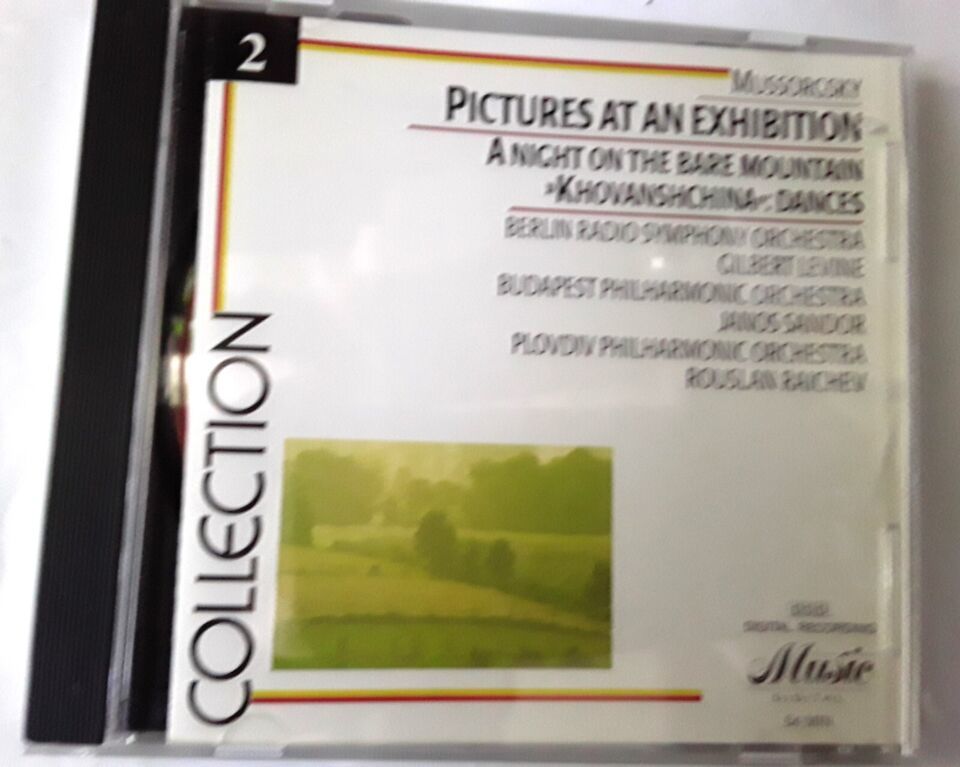 2
MUSSORGSKY
PICTURES AT AN EXHIBITION
A NIGHT ON THE BARE MOUNTAIN
»KHOVANSHCHINA«: DANCES
BERLIN RADIO SYMPHONY ORCHESTRA
GILBERT LEVINE
BUDAPEST PHILHARMONIC ORCHESTRA
JANOS SANDOR
PLOVDIV PHILHARMONIC ORCHESTRA
ROUSLAN RAICHEV
COLLECTION
DIGITAL RECORDING
Music
DIGITAL